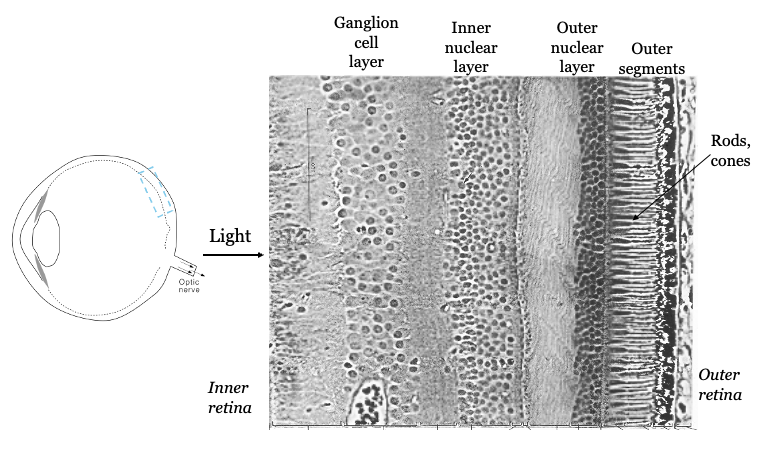 Ganglion
cell
layer
Inner
nuclear
layer
Outer
nuclear
layer
Outer
segments
Rods,
cones
Light
Optic
nerve
Inner
retina
Outer
retina